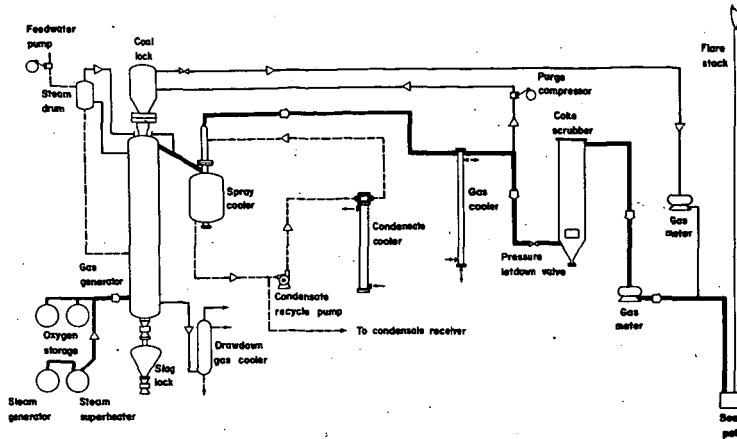 Feedwater
pump
Steam
drum
Coal
lock
Flare
stack
Purge
compressor
Coke
scrubber
Spray
cooler
Gas
cooler
Condensate
cooler
Gas
meter
Gas
generator
Pressure
letdown valve
Condensate
recycle pump
Gas
meter
Oxygen
storage
To condensate receiver
Drawdown
gas cooler
Slag
lock
Steam
generator
Steam
superheater